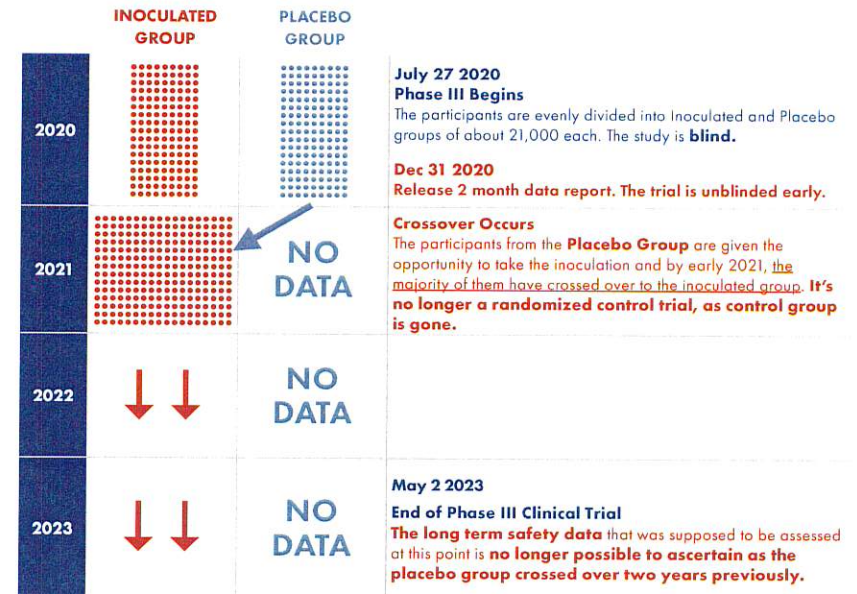 INOCULATED
GROUP
PLACEBO
GROUP
2020
July 27 2020
Phase III Begins
The participants are evenly divided into Inoculated and Placebo
groups of about 21,000 each. The study is blind.
Dec 31 2020
Release 2 month data report. The trial is unblinded early.
2021
NO
DATA
Crossover Occurs
The participants from the Placebo Group are given the
opportunity to take the inoculation and by early 2021, the
majority of them have crossed over to the inoculated group. It's
no longer a randomized control trial, as control group
is gone.
2022
NO
DATA
2023
NO
DATA
May 2 2023
End of Phase III Clinical Trial
The long term safety data that was supposed to be assessed
at this point is no longer possible to ascertain as the
placebo group crossed over two years previously.